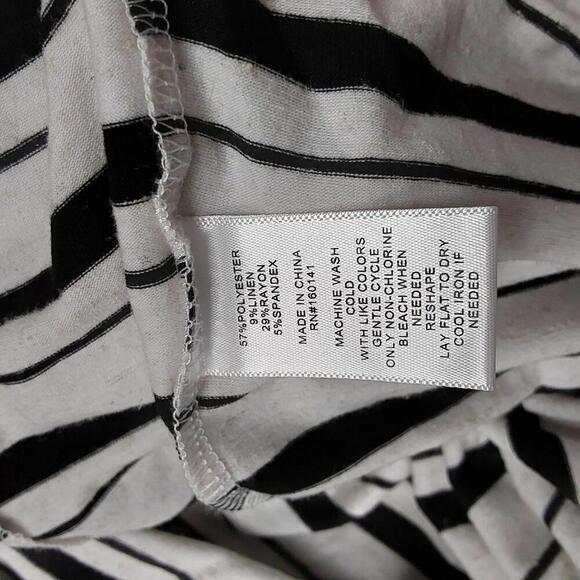 57%POLYESTER
9%LINEN
29%RAYON
5%SPANDEX
MADE IN CHINA
RN#160141
MACHINE WASH
COLD
WITH LIKE COLORS
GENTLE CYCLE
ONLY NON-CHLORINE
BLEACH WHEN
NEEDED
RESHAPE
LAY FLAT TO DRY
COOL IRON IF
NEEDED